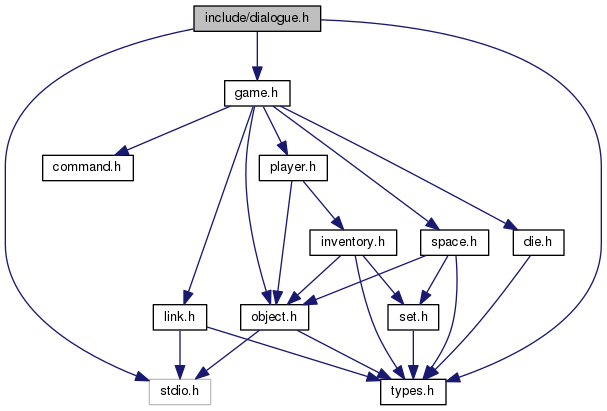 include/dialogue.h
game.h
command.h
player.h
inventory.h
space.h
die.h
link.h
object.h
set.h
stdio.h
types.h